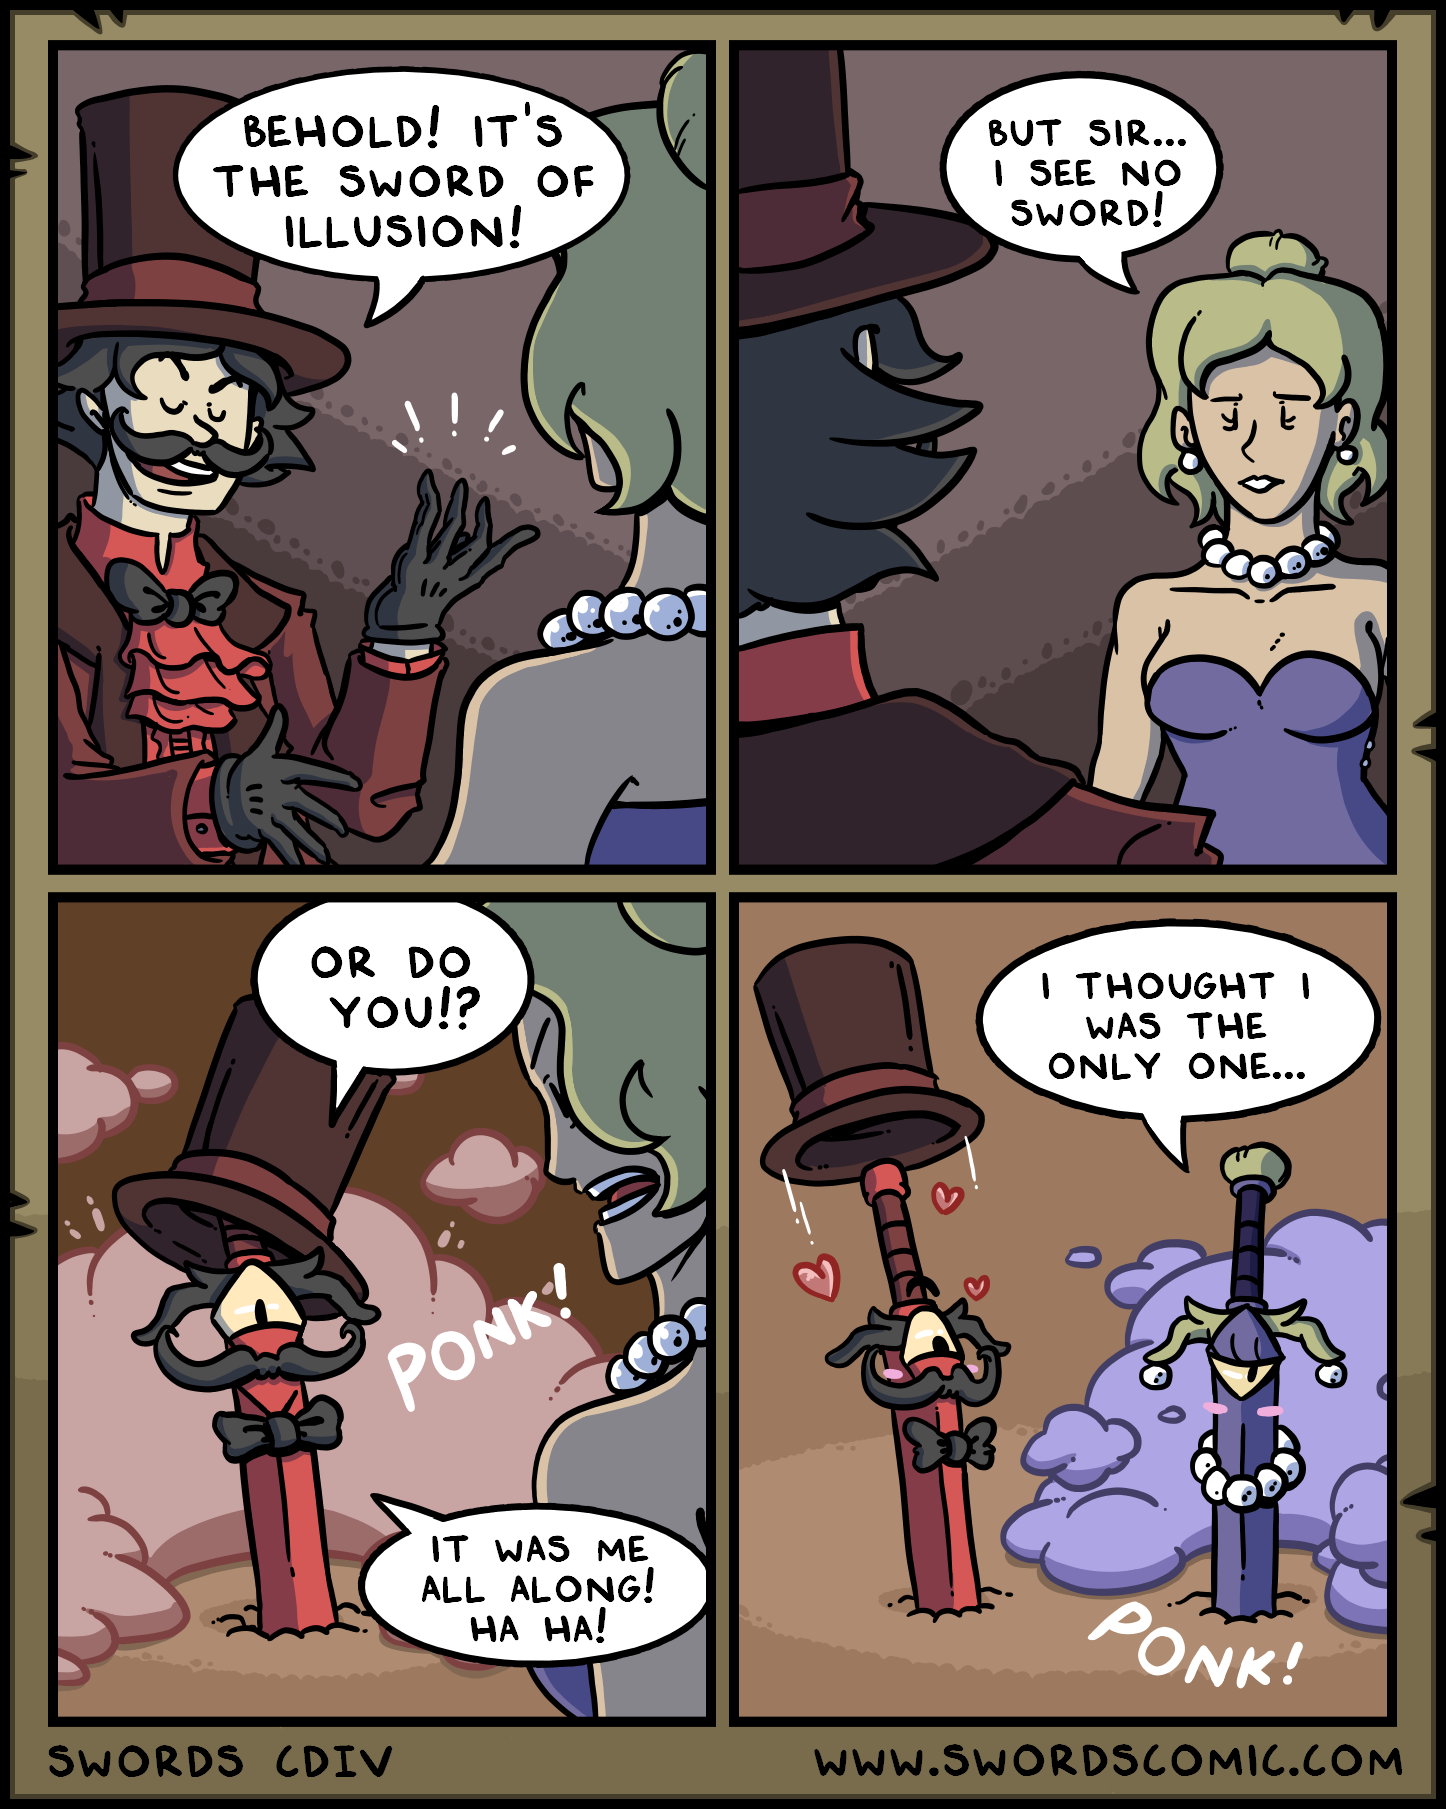 BEHOLD! IT'S
THE SWORD OF
ILLUSION!
BUT SIR...
I SEE NO
SWORD!
OR DO
YOU!?
PONK!
IT WAS ME
ALL ALONG!
HA HA!
I THOUGHT I
WAS THE
ONLY ONE...
PONK!
SWORDS CDIV
WWW.SWORDSCOMIC.COM